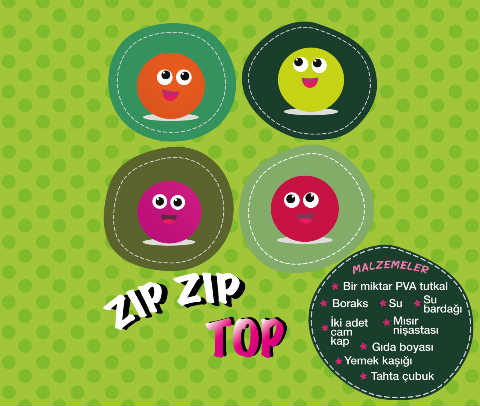 ZIP ZIP
TOP
MALZEMELER
★ Bir miktar PVA tutkal
★ Boraks ★ Su ★ Su bardağı
★ İki adet cam kap ★ Mısır nişastası
★ Gıda boyası
★ Yemek kaşığı
★ Tahta çubuk